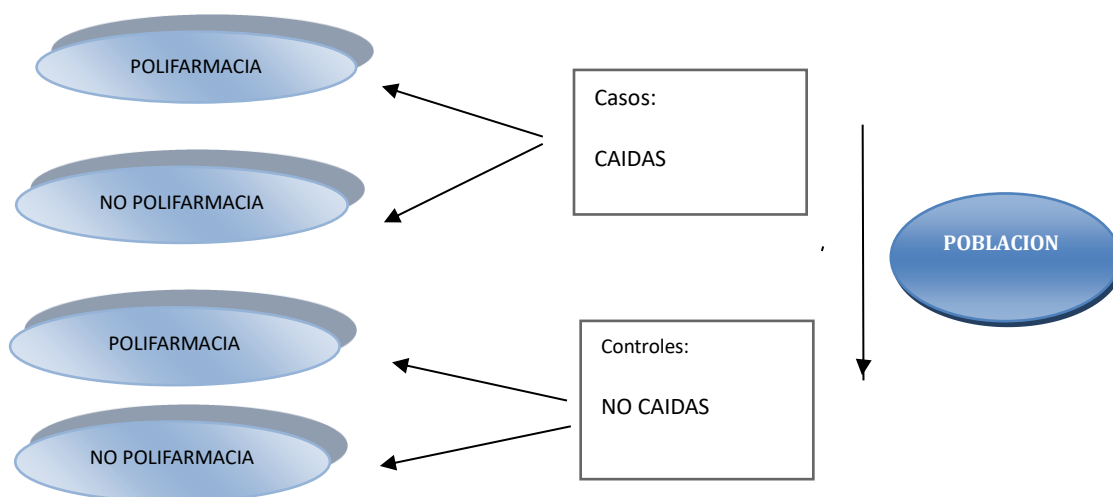 POLIFARMACIA
Casos:
CAIDAS
NO POLIFARMACIA
POBLACION
,
POLIFARMACIA
Controles:
NO CAIDAS
NO POLIFARMACIA